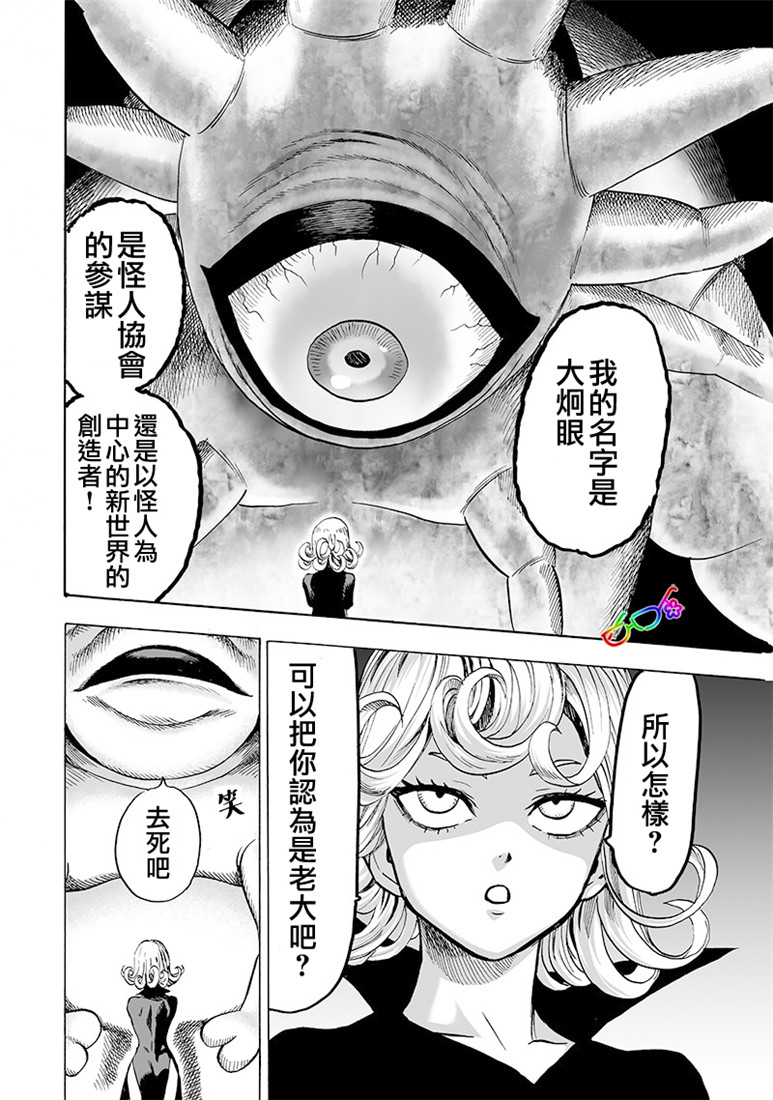 我的名字是
大炯眼
是怪人協會
的參謀
還是以怪人為
中心的新世界的
創造者！
所以怎樣？
可以把你認為是老大吧？
笑
去死吧